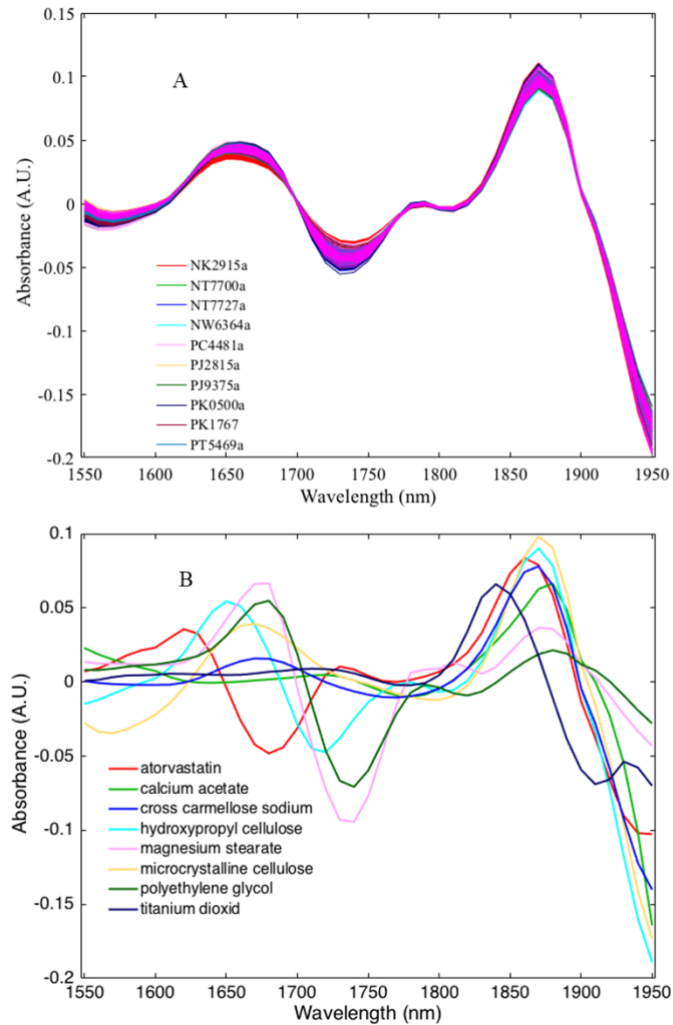 0.15
A
0.1
0.05
0
-0.05
-0.1
-0.15
-0.2
Absorbance (A.U.)
NK2915a
NT7700a
NT7727a
NW6364a
PC4481a
PJ2815a
PJ9375a
PK0500a
PK1767
PT5469a
1550 1600 1650 1700 1750 1800 1850 1900 1950
Wavelength (nm)
0.1
B
0.05
0
-0.05
-0.1
-0.15
-0.2
Absorbance (A.U.)
atorvastatin
calcium acetate
cross carmellose sodium
hydroxypropyl cellulose
magnesium stearate
microcrystalline cellulose
polyethylene glycol
titanium dioxid
1550 1600 1650 1700 1750 1800 1850 1900 1950
Wavelength (nm)